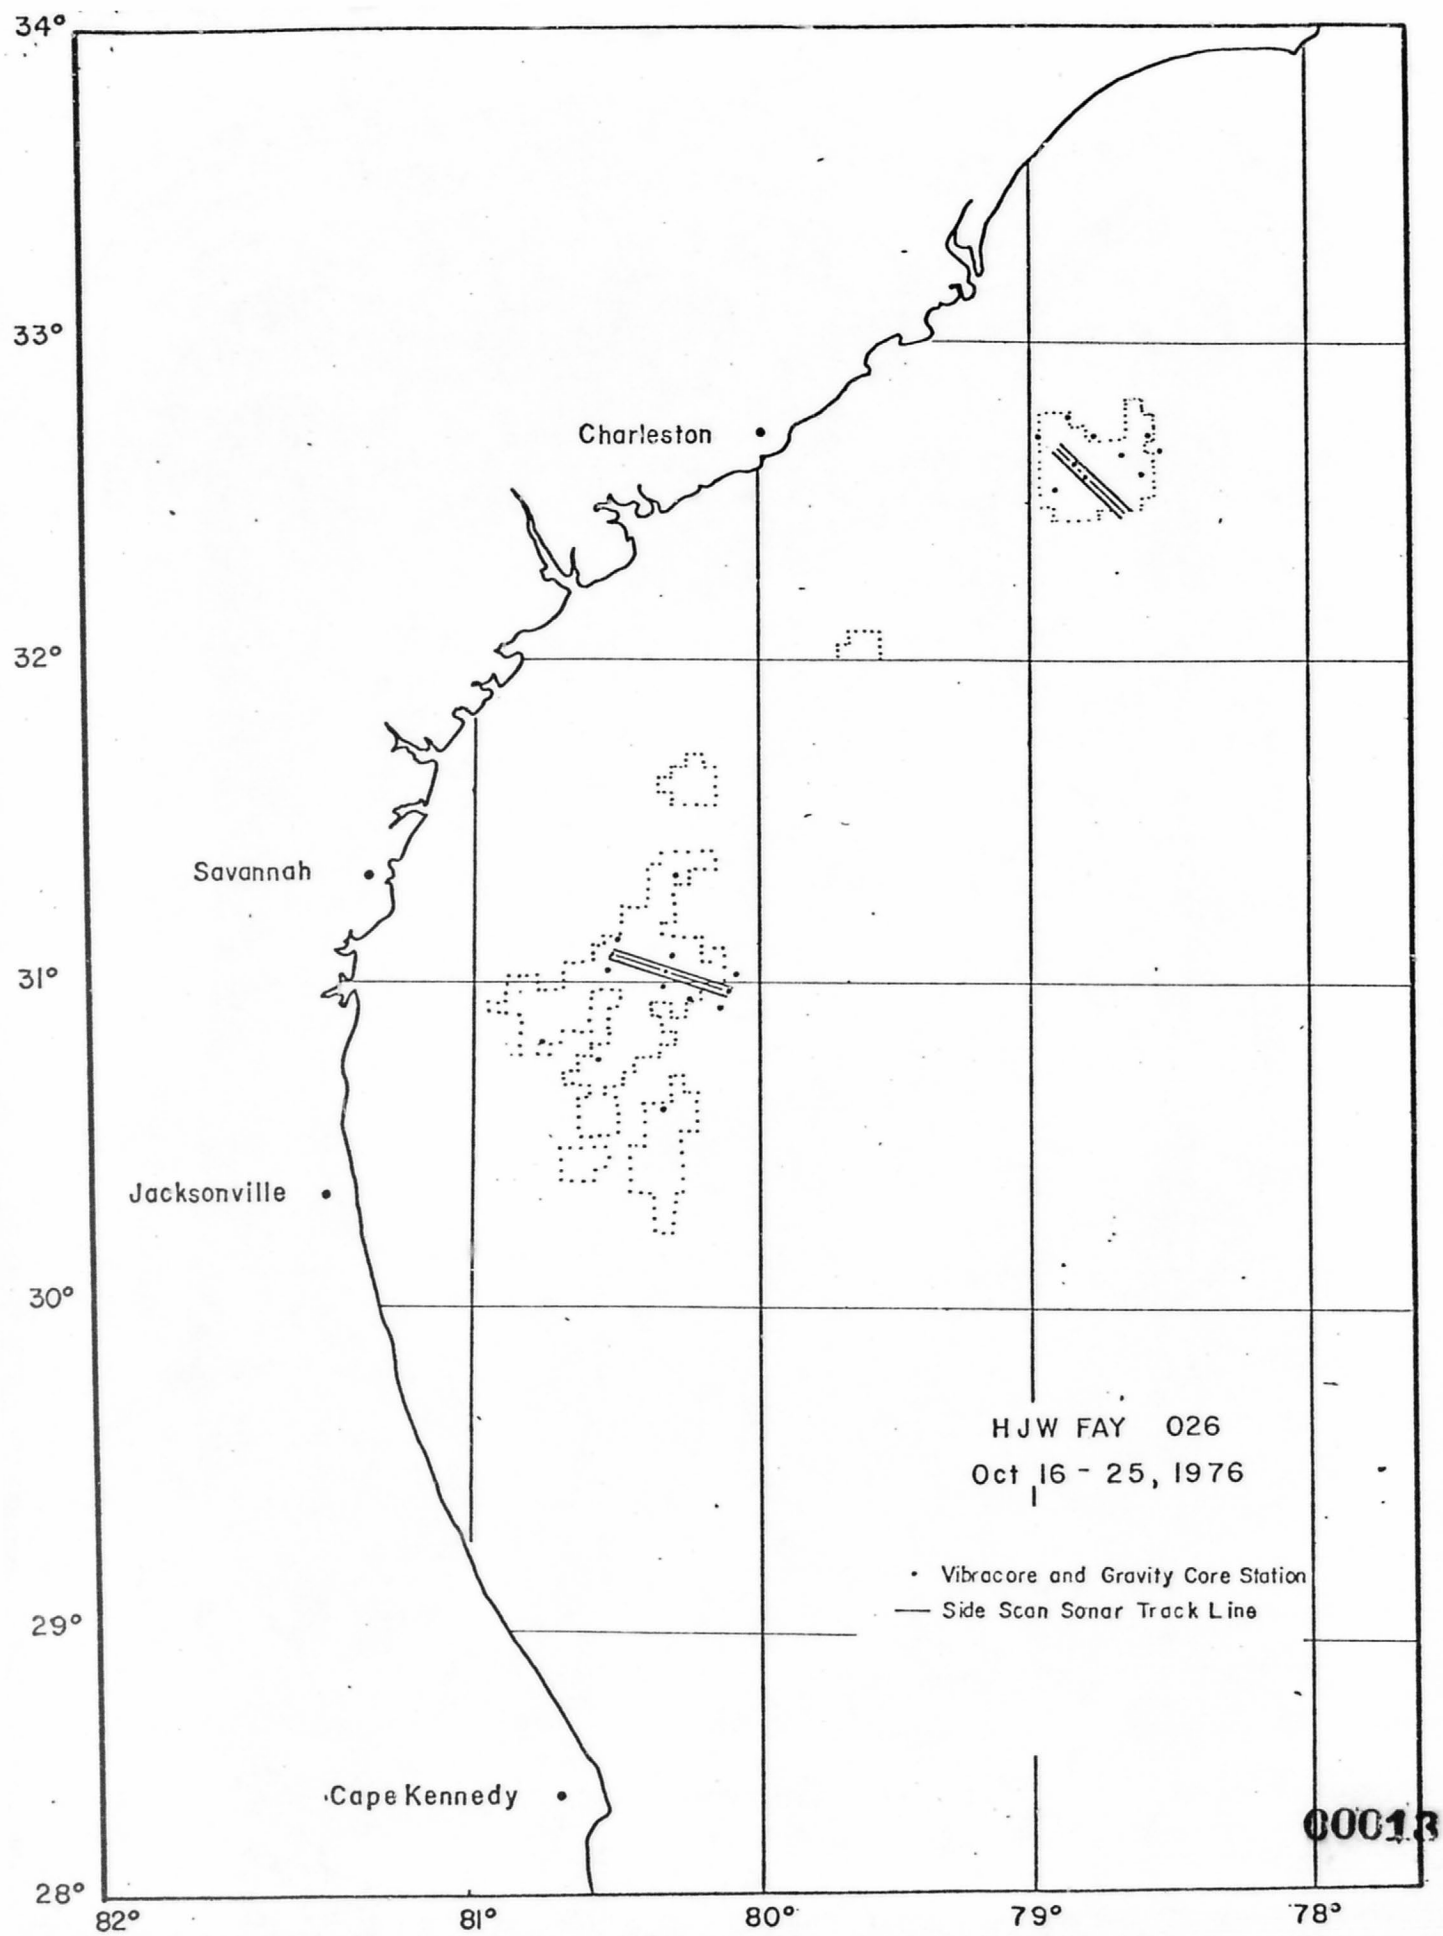 34°
33°
Charleston
32°
Savannah
31°
Jacksonville
30°
HJW FAY 026
Oct 16 - 25, 1976
Vibracore and Gravity Core Station
29°
Side Scan Sonar Track Line
Cape Kennedy
28°
82°
81°
80°
79°
78°